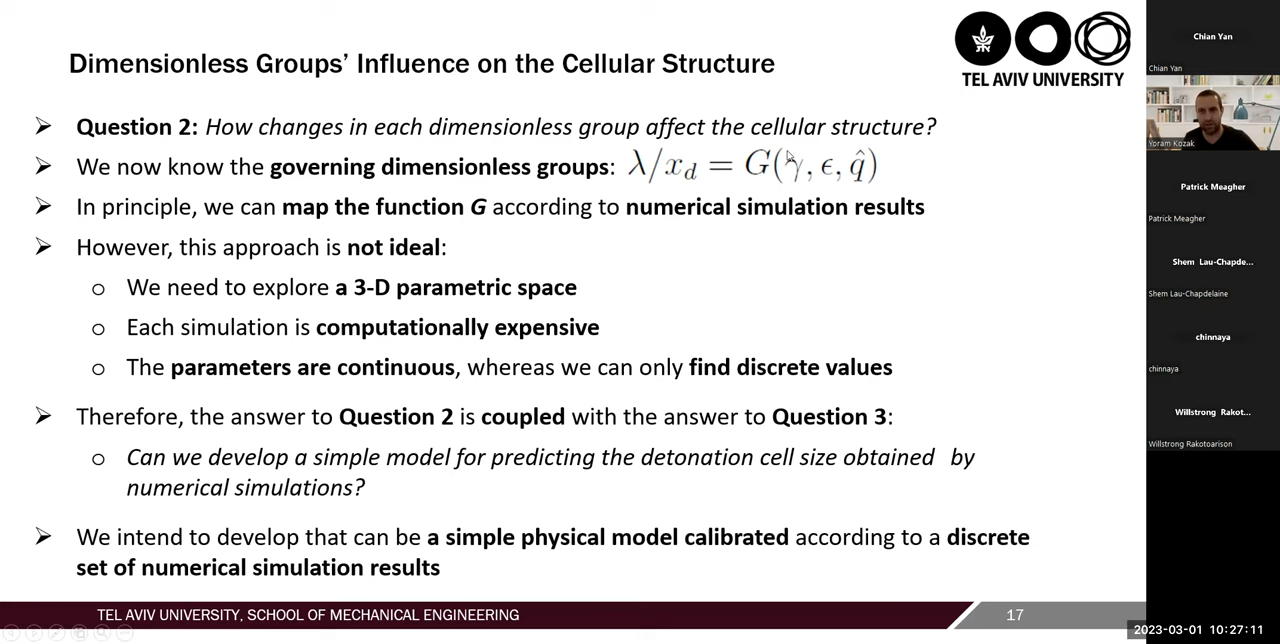 Dimensionless Groups' Influence on the Cellular Structure
TEL AVIV UNIVERSITY
➢ Question 2: How changes in each dimensionless group affect the cellular structure?
➢ We now know the governing dimensionless groups: λ/x_d = G(γ, ϵ, q̂)
➢ In principle, we can map the function G according to numerical simulation results
➢ However, this approach is not ideal:
○ We need to explore a 3-D parametric space
○ Each simulation is computationally expensive
○ The parameters are continuous, whereas we can only find discrete values
➢ Therefore, the answer to Question 2 is coupled with the answer to Question 3:
○ Can we develop a simple model for predicting the detonation cell size obtained by
numerical simulations?
➢ We intend to develop that can be a simple physical model calibrated according to a discrete
set of numerical simulation results
TEL AVIV UNIVERSITY, SCHOOL OF MECHANICAL ENGINEERING
17
Chian Yan
Chian Yan
Yoram Kozak
Patrick Meagher
Patrick Meagher
Shem Lau-Chapde...
Shem Lau-Chapdelaine
chinnaya
chinnaya
Willstrong Rakot...
Willstrong Rakotoarison
2023-03-01 10:27:11